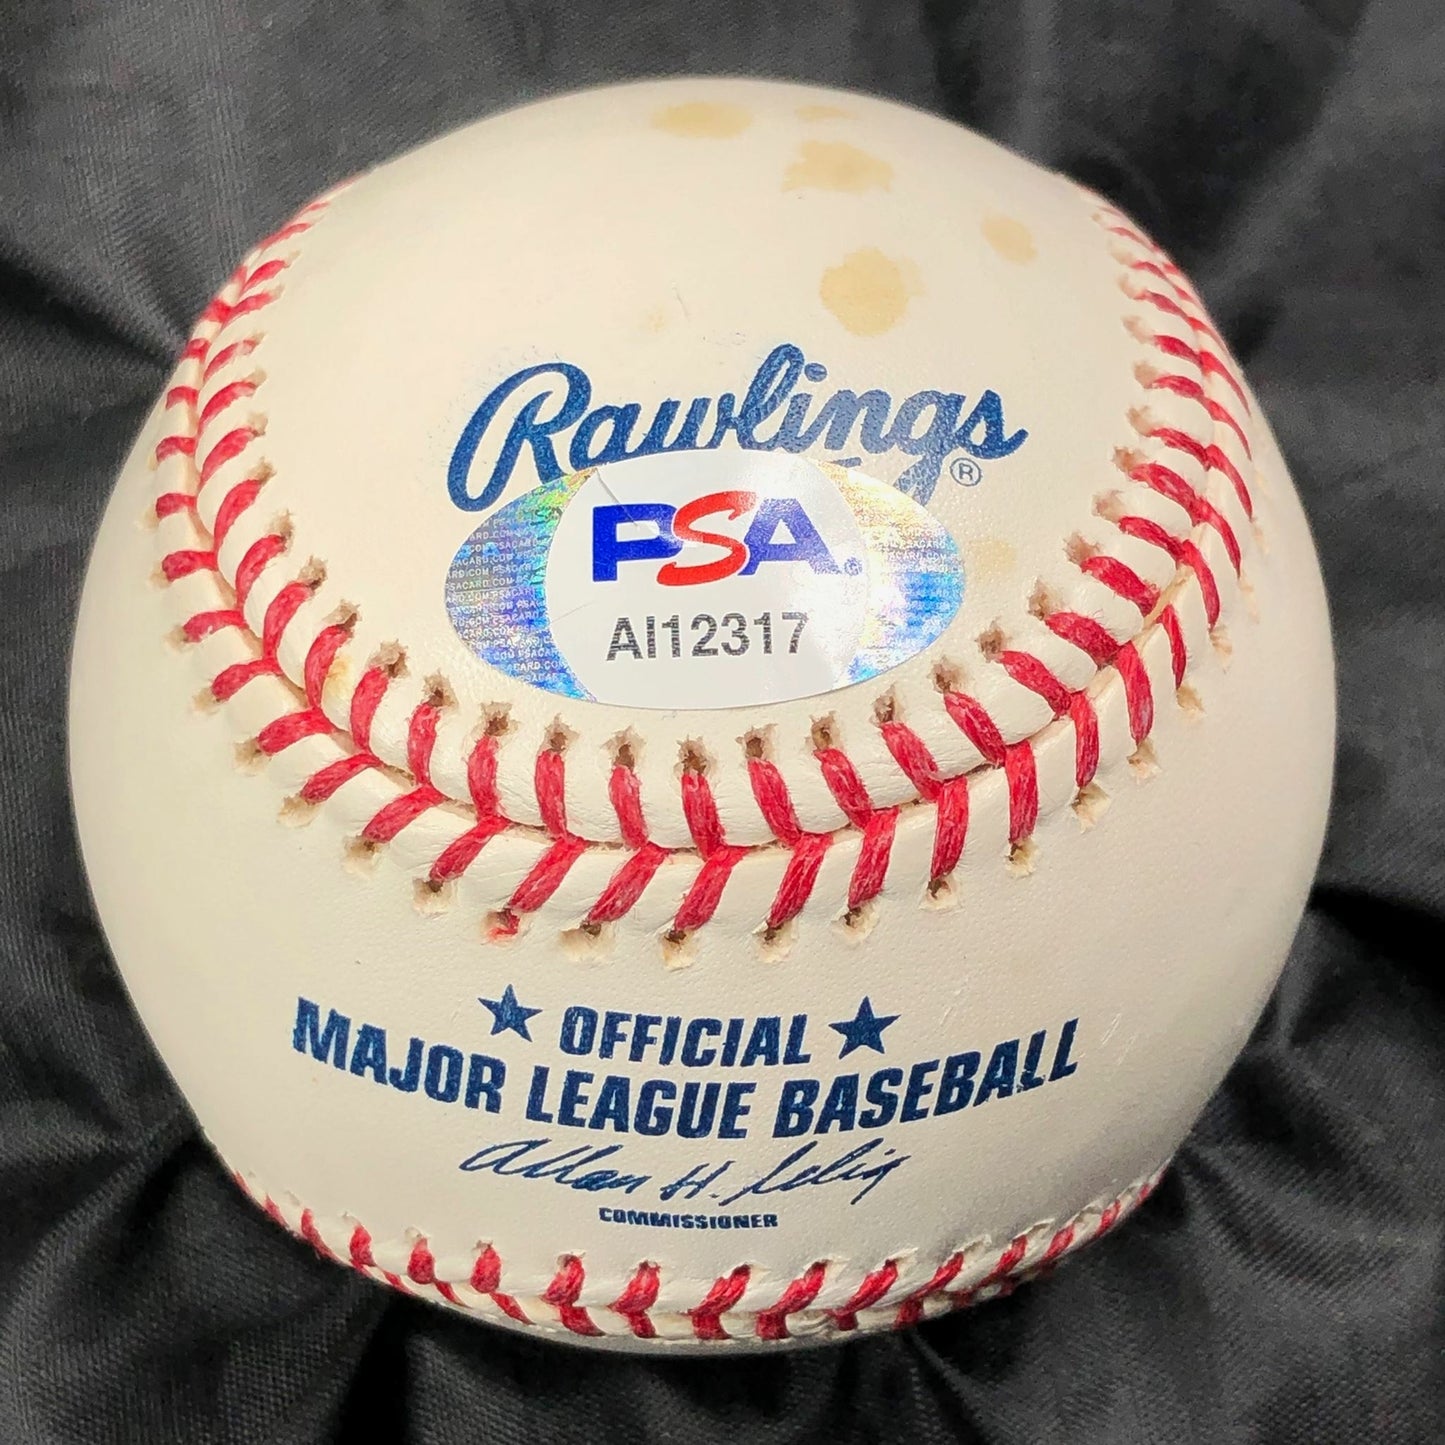 Rawlings
®
PSA
AI12317
★ OFFICIAL ★
MAJOR LEAGUE BASEBALL
Allan H. Selig
COMMISSIONER